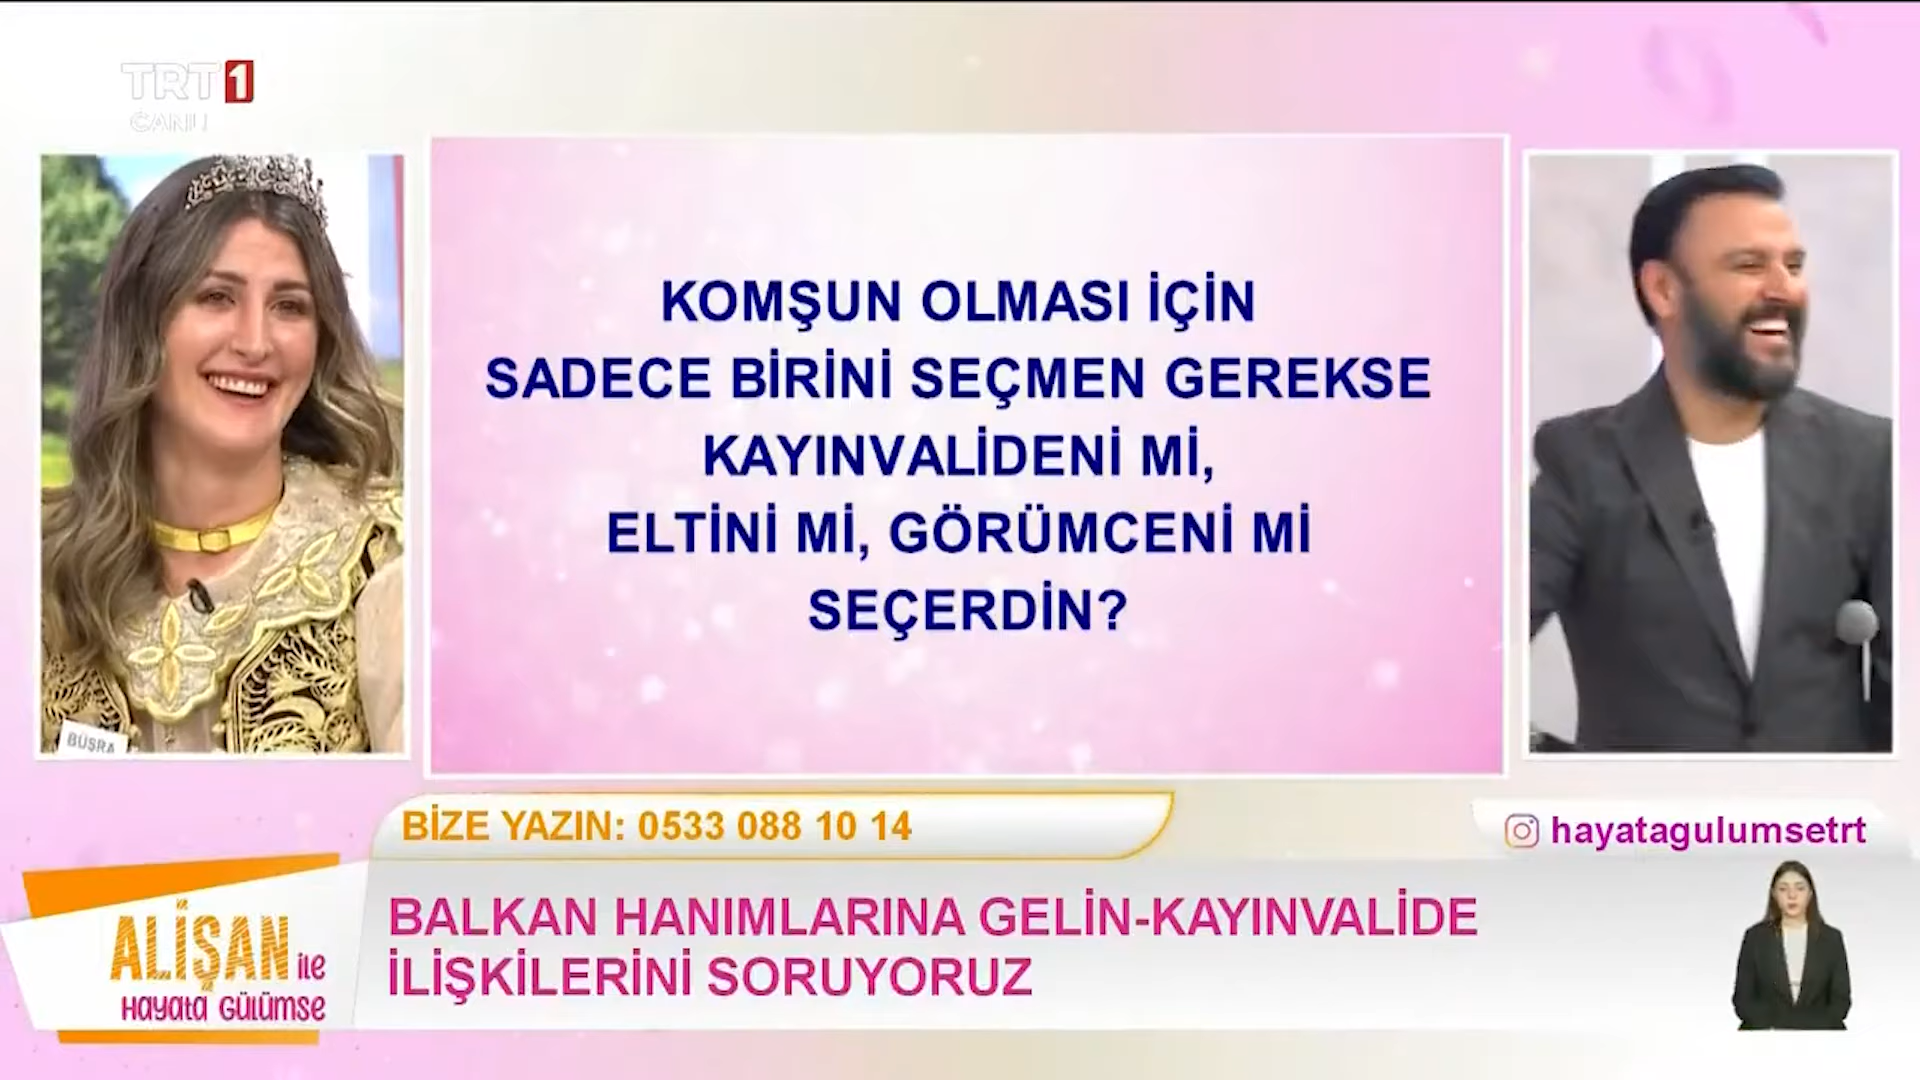 TRT 1
CANLI
KOMŞUN OLMASI İÇİN
SADECE BİRİNİ SEÇMEN GEREKSE
KAYINVALİDENİ Mİ,
ELTİNİ Mİ, GÖRÜMCENİ Mİ
SEÇERDİN?
BÜŞRA
BİZE YAZIN: 0533 088 10 14
hayatagulumsetrt
ALİŞAN ile
HAYATA GÜLÜMSE
BALKAN HANIMLARINA GELİN-KAYINVALİDE
İLİŞKİLERİNİ SORUYORUZ